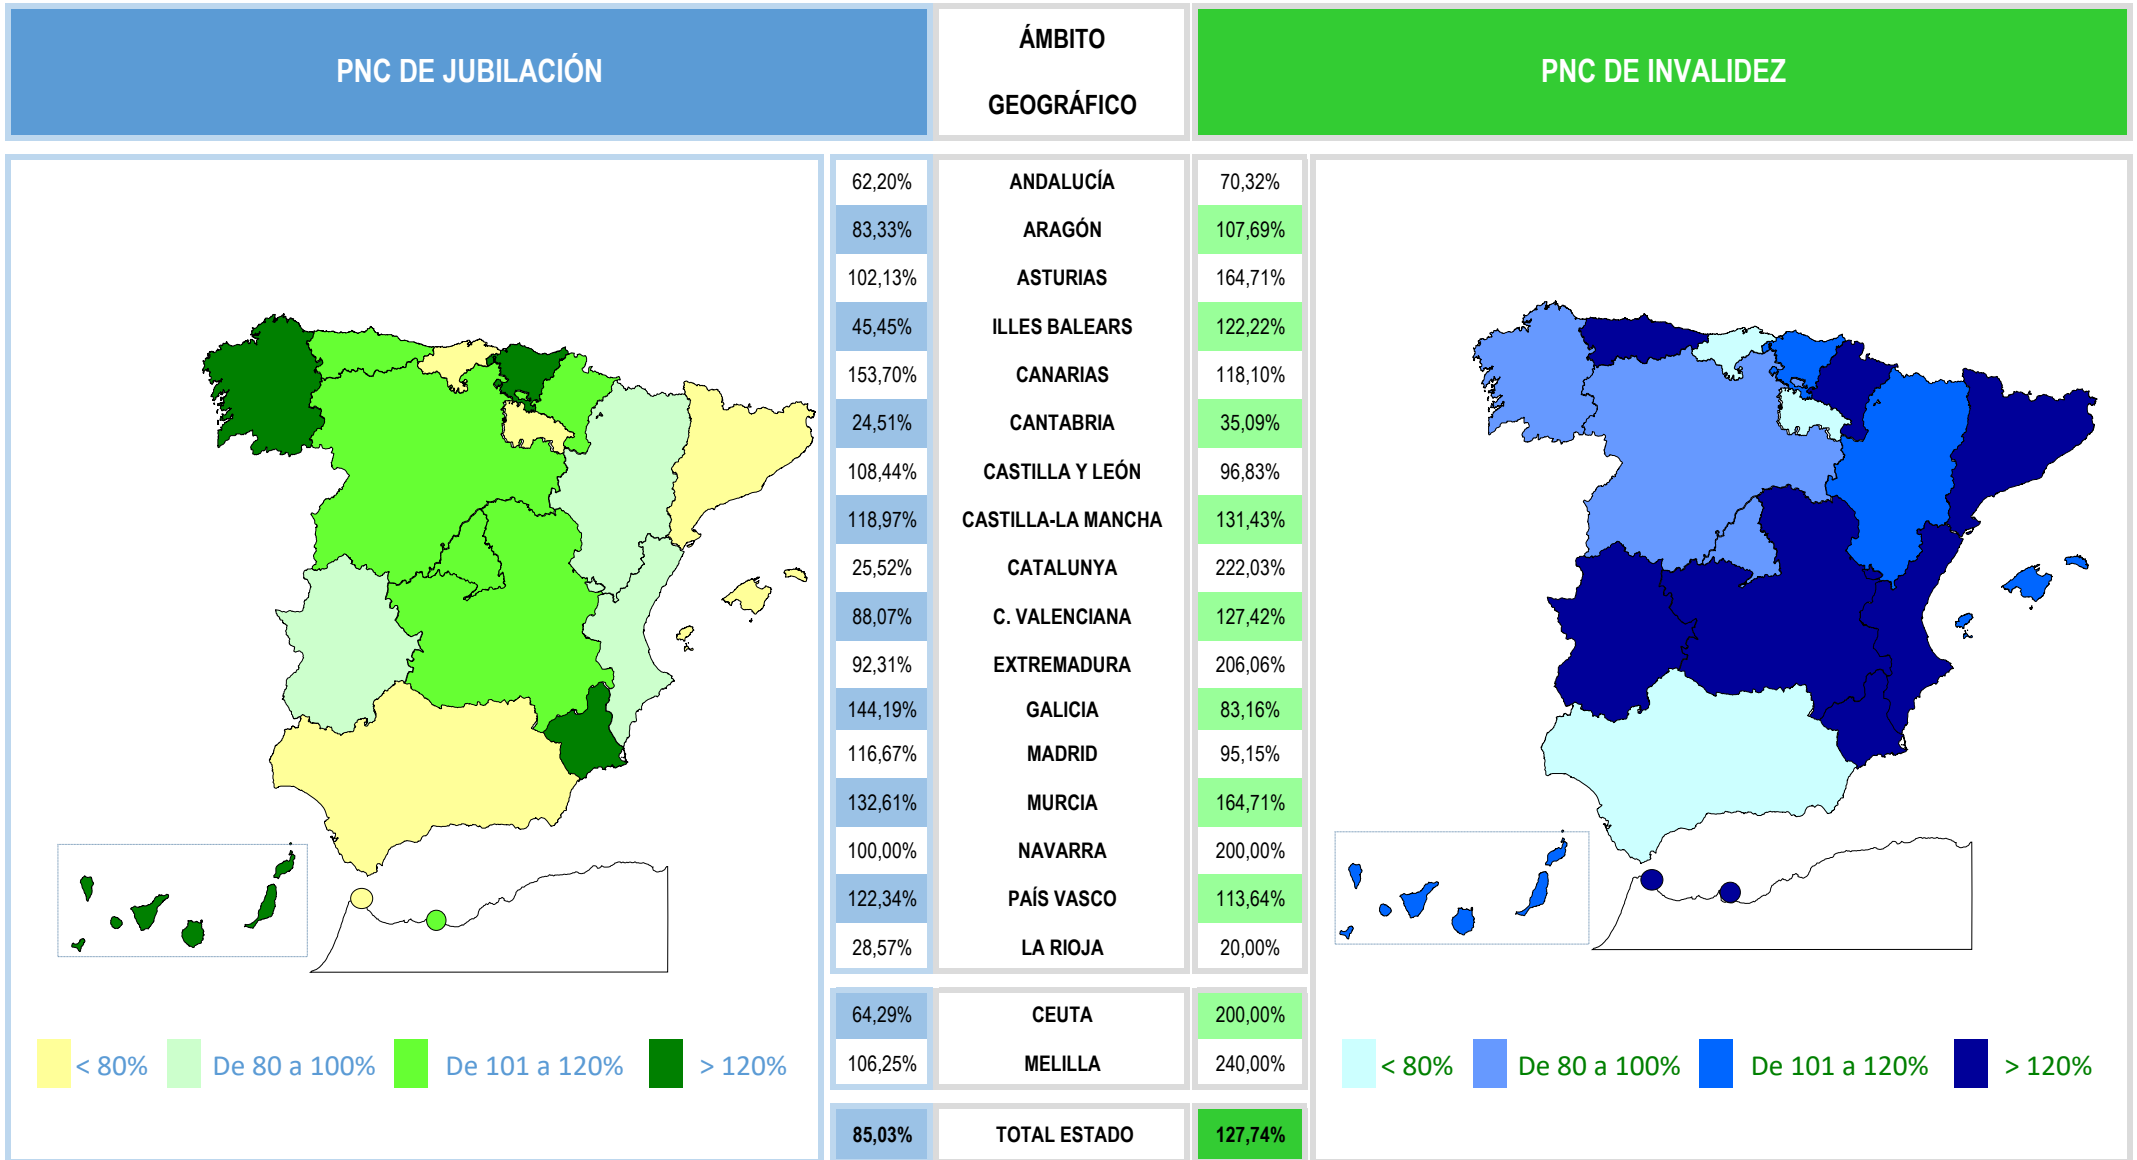 PNC DE JUBILACIÓN
ÁMBITO
GEOGRÁFICO
PNC DE INVALIDEZ
62,20% ANDALUCÍA 70,32%
83,33% ARAGÓN 107,69%
102,13% ASTURIAS 164,71%
45,45% ILLES BALEARS 122,22%
153,70% CANARIAS 118,10%
24,51% CANTABRIA 35,09%
108,44% CASTILLA Y LEÓN 96,83%
118,97% CASTILLA-LA MANCHA 131,43%
25,52% CATALUNYA 222,03%
88,07% C. VALENCIANA 127,42%
92,31% EXTREMADURA 206,06%
144,19% GALICIA 83,16%
116,67% MADRID 95,15%
132,61% MURCIA 164,71%
100,00% NAVARRA 200,00%
122,34% PAÍS VASCO 113,64%
28,57% LA RIOJA 20,00%
64,29% CEUTA 200,00%
106,25% MELILLA 240,00%
85,03% TOTAL ESTADO 127,74%
< 80% De 80 a 100% De 101 a 120% > 120%
< 80% De 80 a 100% De 101 a 120% > 120%